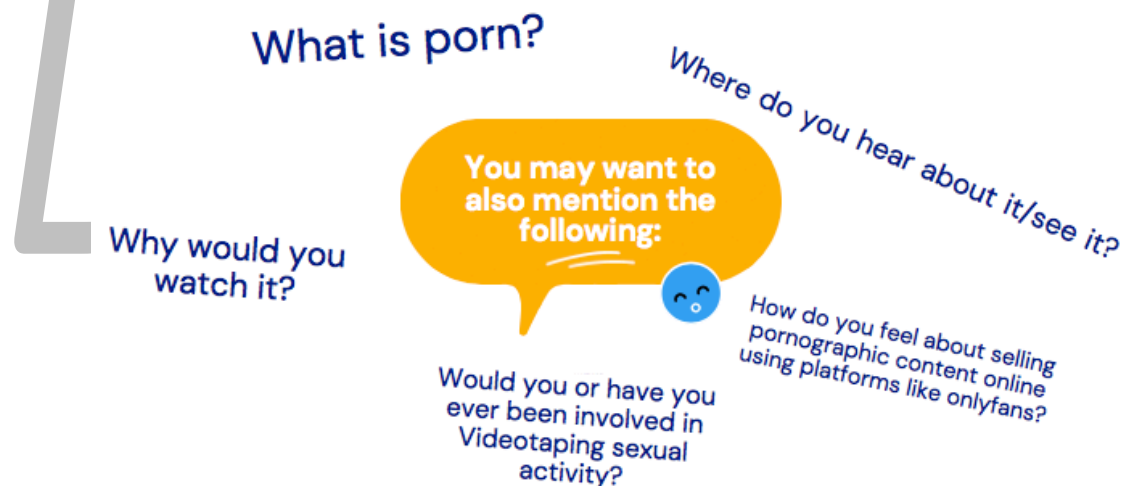 What is porn?
Where do you hear about it/see it?
You may want to
also mention the
following:
Why would you
watch it?
How do you feel about selling
pornographic content online
using platforms like onlyfans?
Would you or have you
ever been involved in
Videotaping sexual
activity?